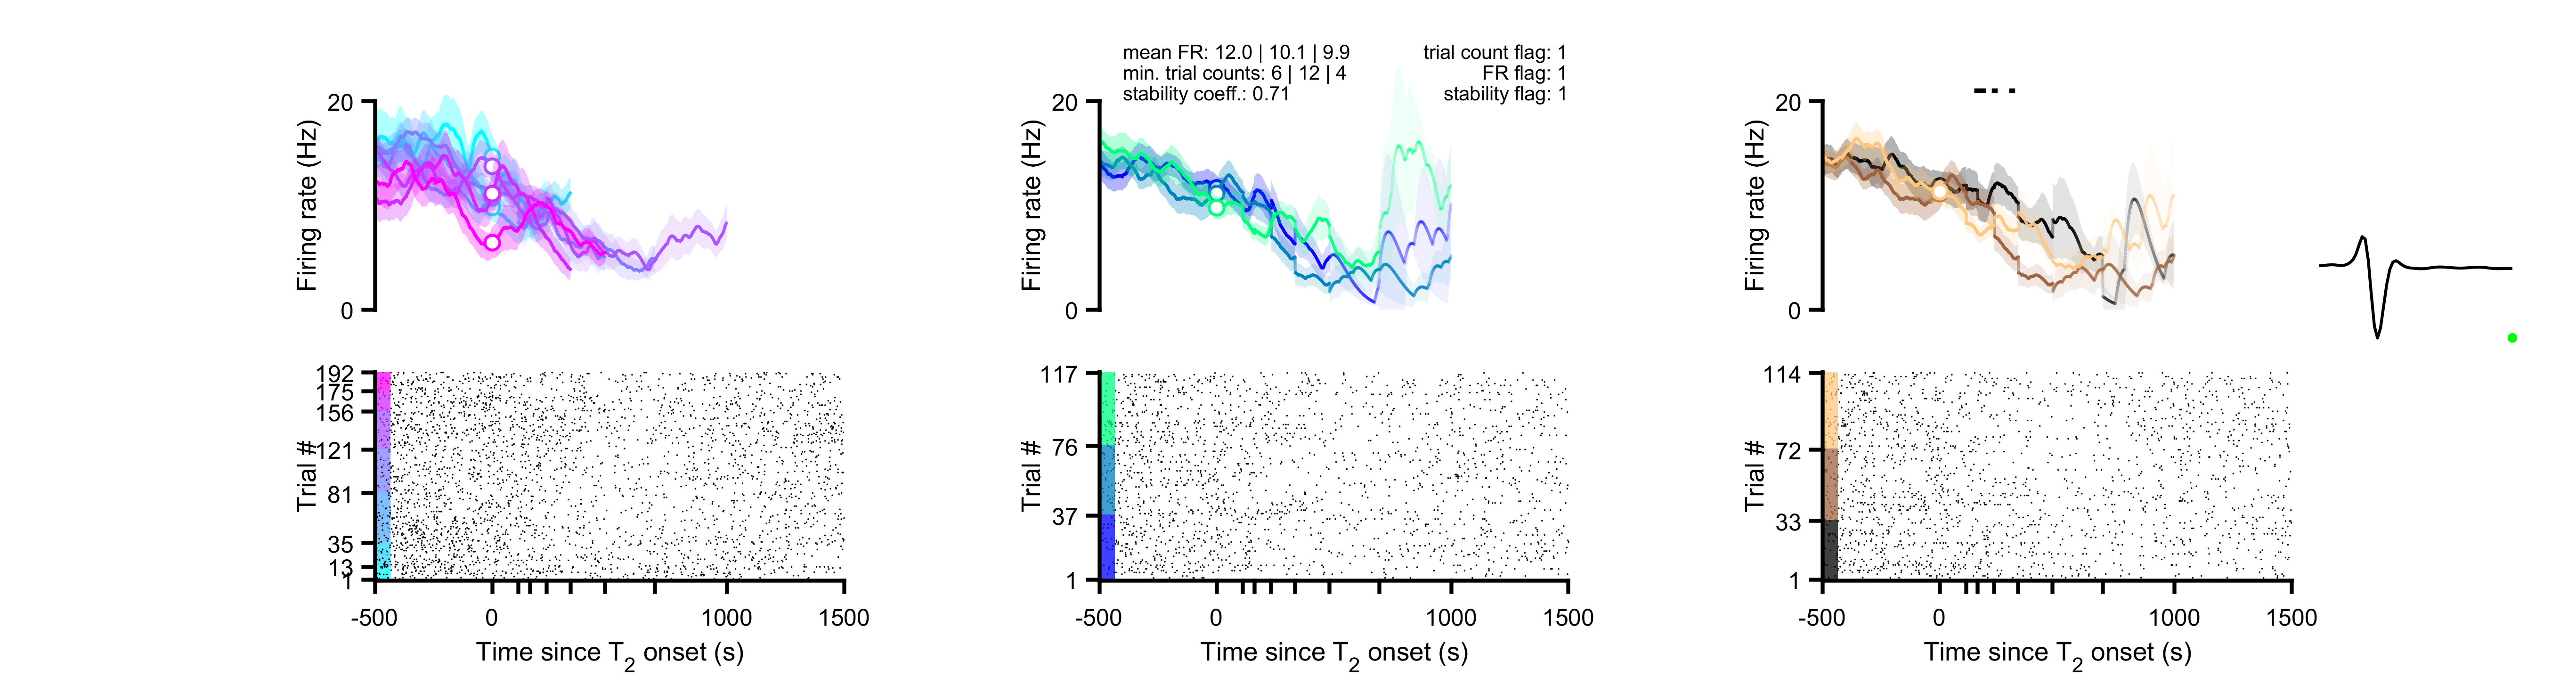 mean FR: 12.0 | 10.1 | 9.9
min. trial counts: 6 | 12 | 4
stability coeff.: 0.71
trial count flag: 1
FR flag: 1
stability flag: 1
20
0
Firing rate (Hz)
20
0
Firing rate (Hz)
20
0
Firing rate (Hz)
192
175
156
121
81
35
13
1
Trial #
-500
0
1000
1500
Time since T2 onset (s)
117
76
37
1
Trial #
-500
0
1000
1500
Time since T2 onset (s)
114
72
33
1
Trial #
-500
0
1000
1500
Time since T2 onset (s)